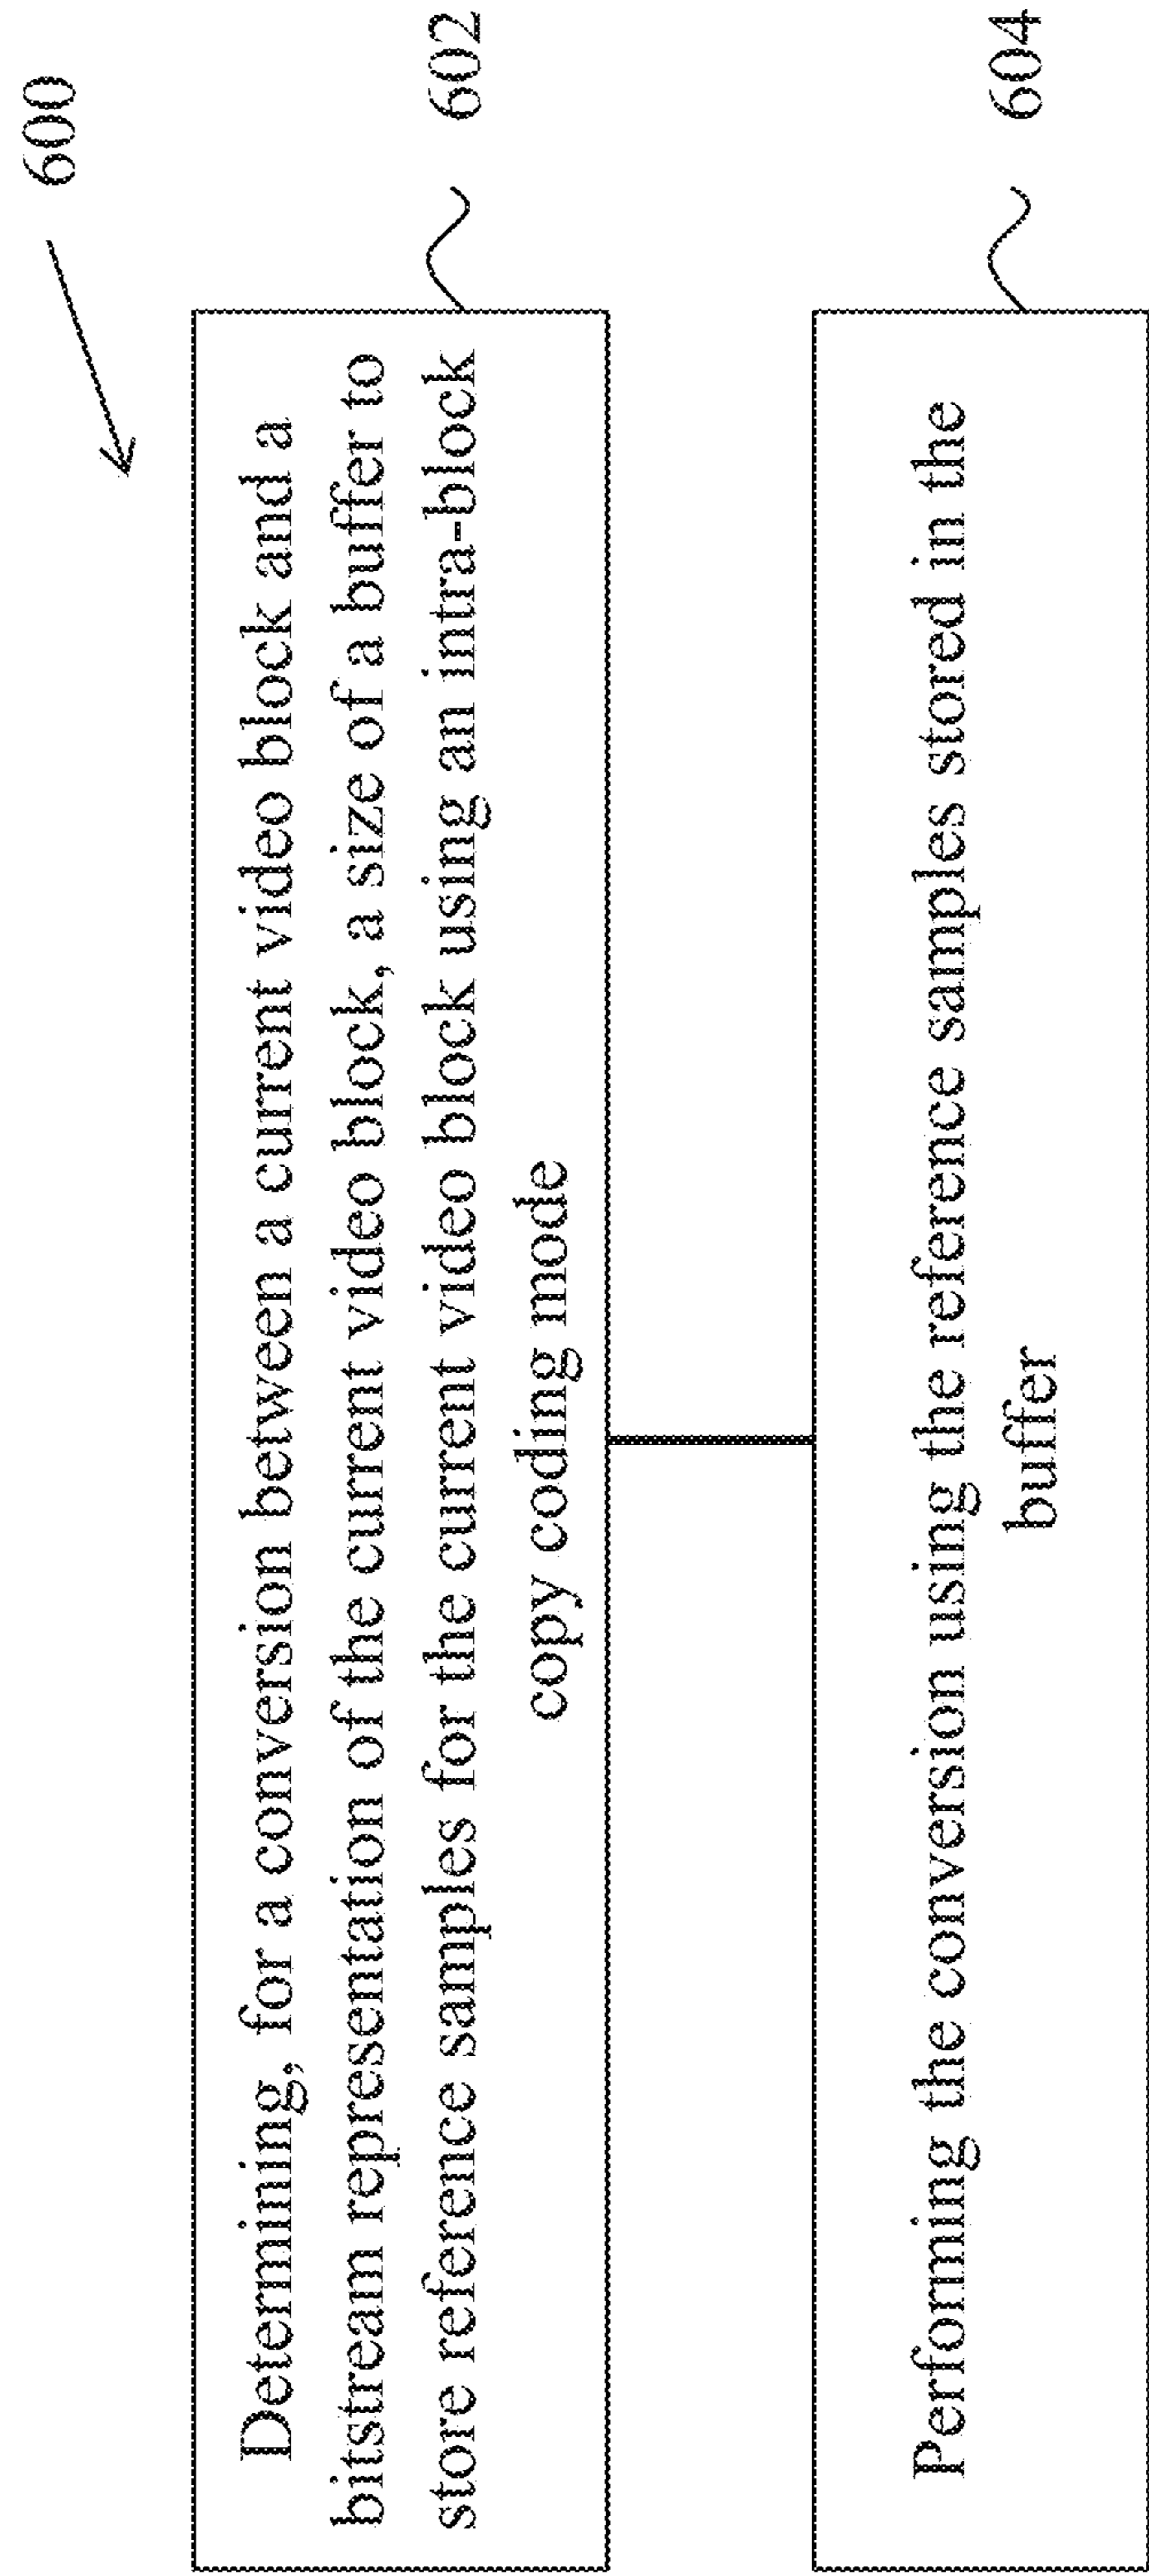 600
Determining, for a conversion between a current video block and a
bitstream representation of the current video block, a size of a buffer to
store reference samples for the current video block using an intra-block
copy coding mode
602
Performing the conversion using the reference samples stored in the
buffer
604